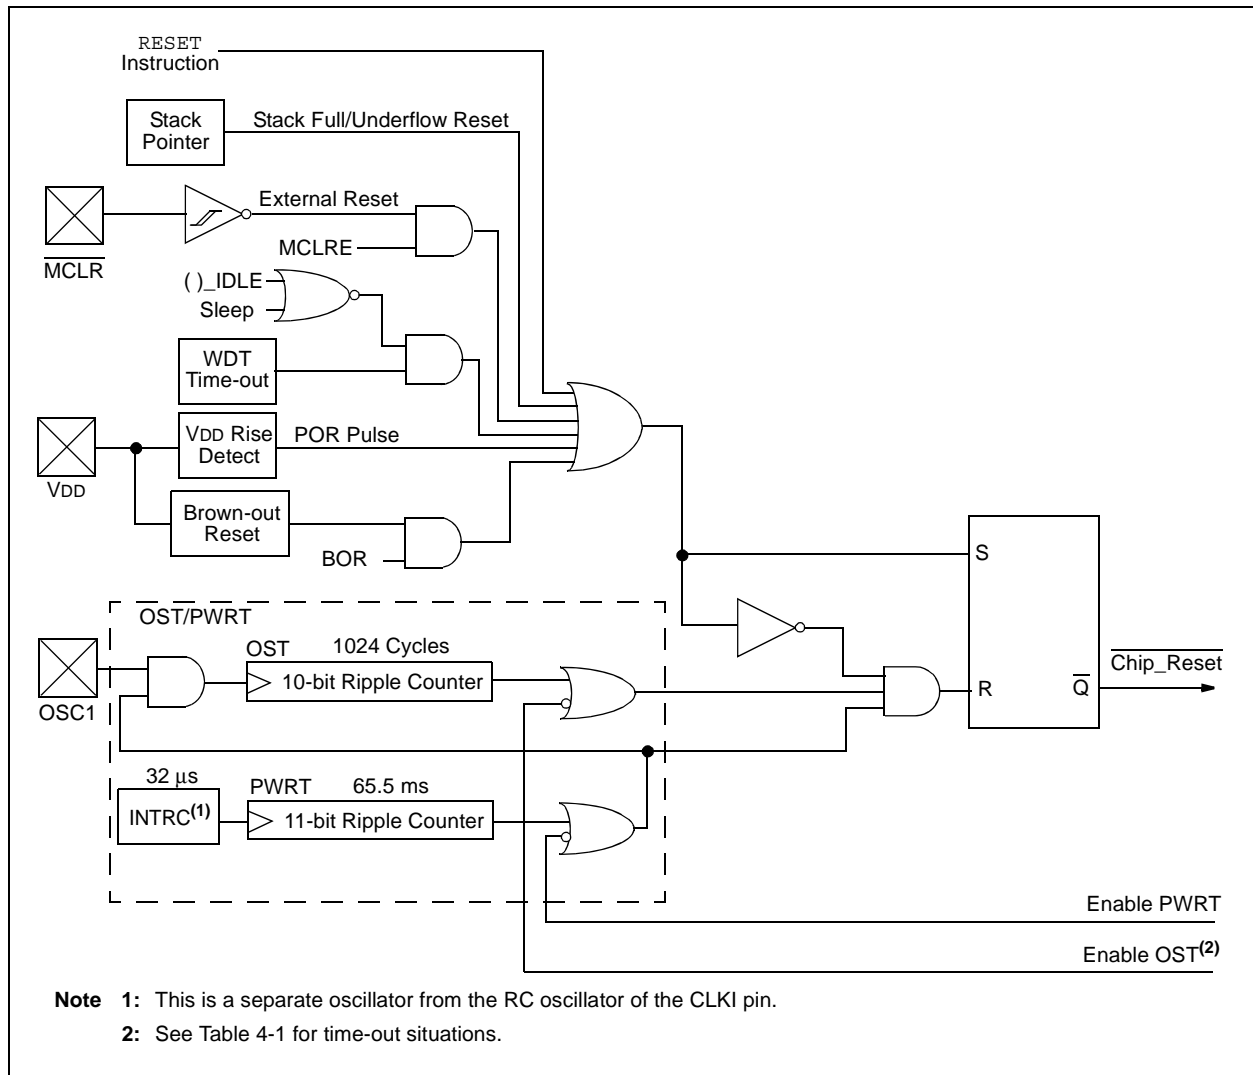 RESET
Instruction
Stack
Pointer
Stack Full/Underflow Reset
External Reset
MCLR
MCLRE
( )_IDLE
Sleep
WDT
Time-out
VDD
VDD Rise
Detect
POR Pulse
Brown-out
Reset
BOR
S
R
Q
Chip_Reset
OST/PWRT
OSC1
OST
1024 Cycles
10-bit Ripple Counter
32 μs
INTRC(1)
PWRT
65.5 ms
11-bit Ripple Counter
Enable PWRT
Enable OST(2)
Note 1: This is a separate oscillator from the RC oscillator of the CLKI pin.
2: See Table 4-1 for time-out situations.